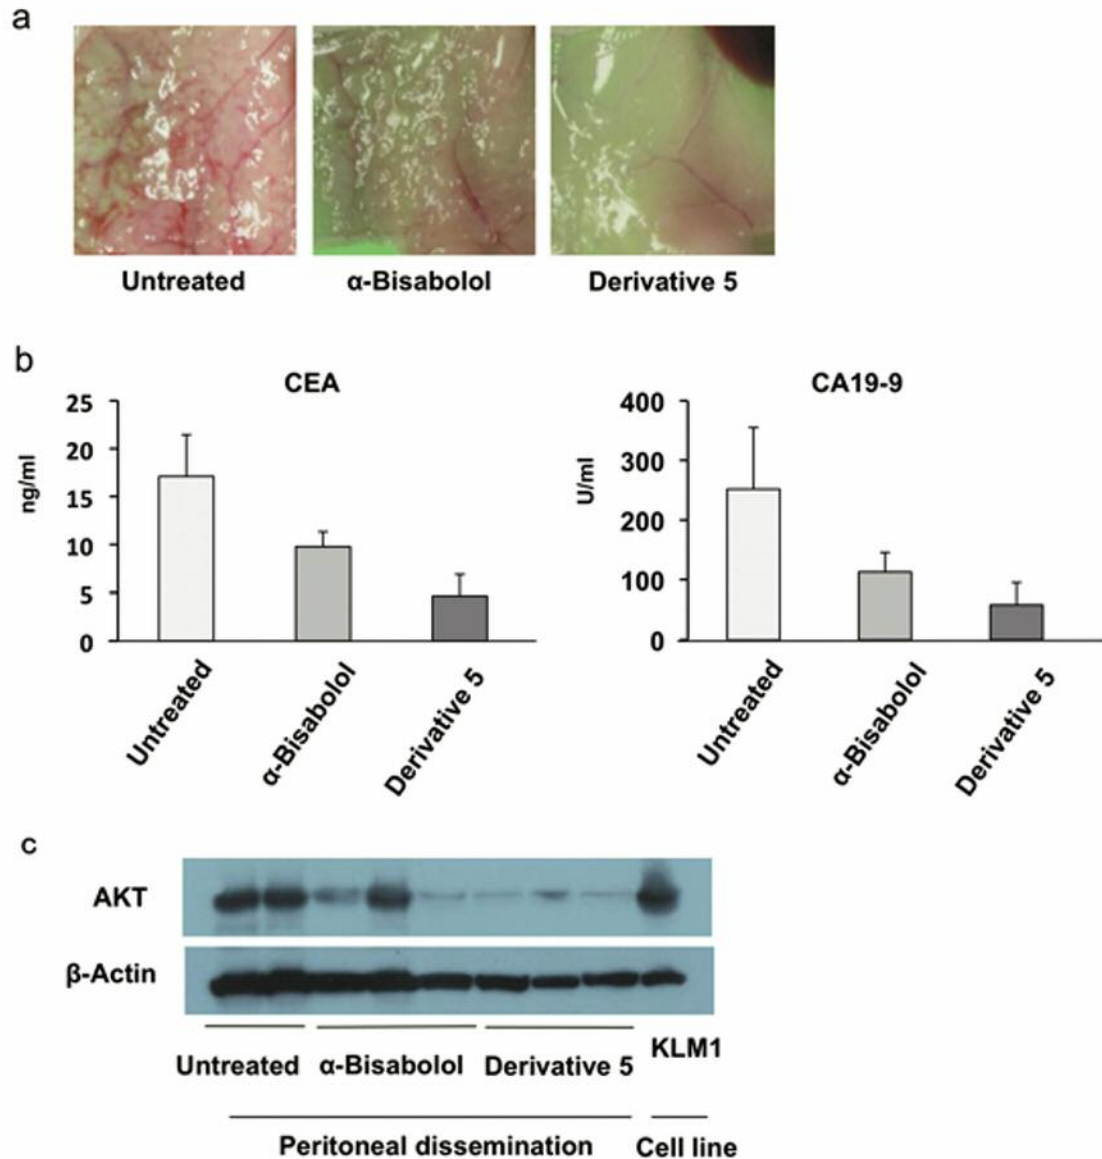 a
Untreated
α-Bisabolol
Derivative 5
b
CEA
25
20
15
10
5
0
ng/ml
Untreated
α-Bisabolol
Derivative 5
CA19-9
400
300
200
100
0
U/ml
Untreated
α-Bisabolol
Derivative 5
c
AKT
β-Actin
Untreated
α-Bisabolol
Derivative 5
KLM1
Peritoneal dissemination
Cell line